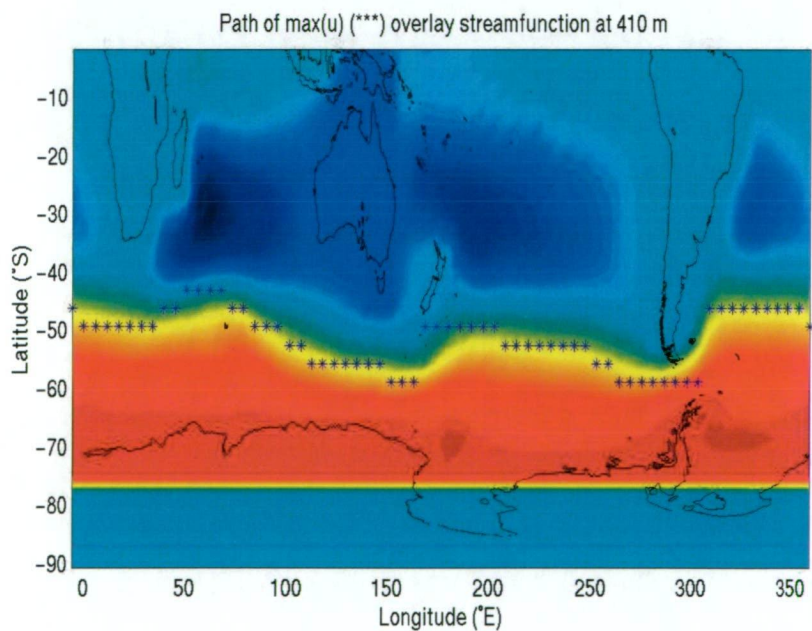 Path of max(u) (***) overlay streamfunction at 410 m
Latitude (°S)
-10
-20
-30
-40
-50
-60
-70
-80
-90
0 50 100 150 200 250 300 350
Longitude (°E)